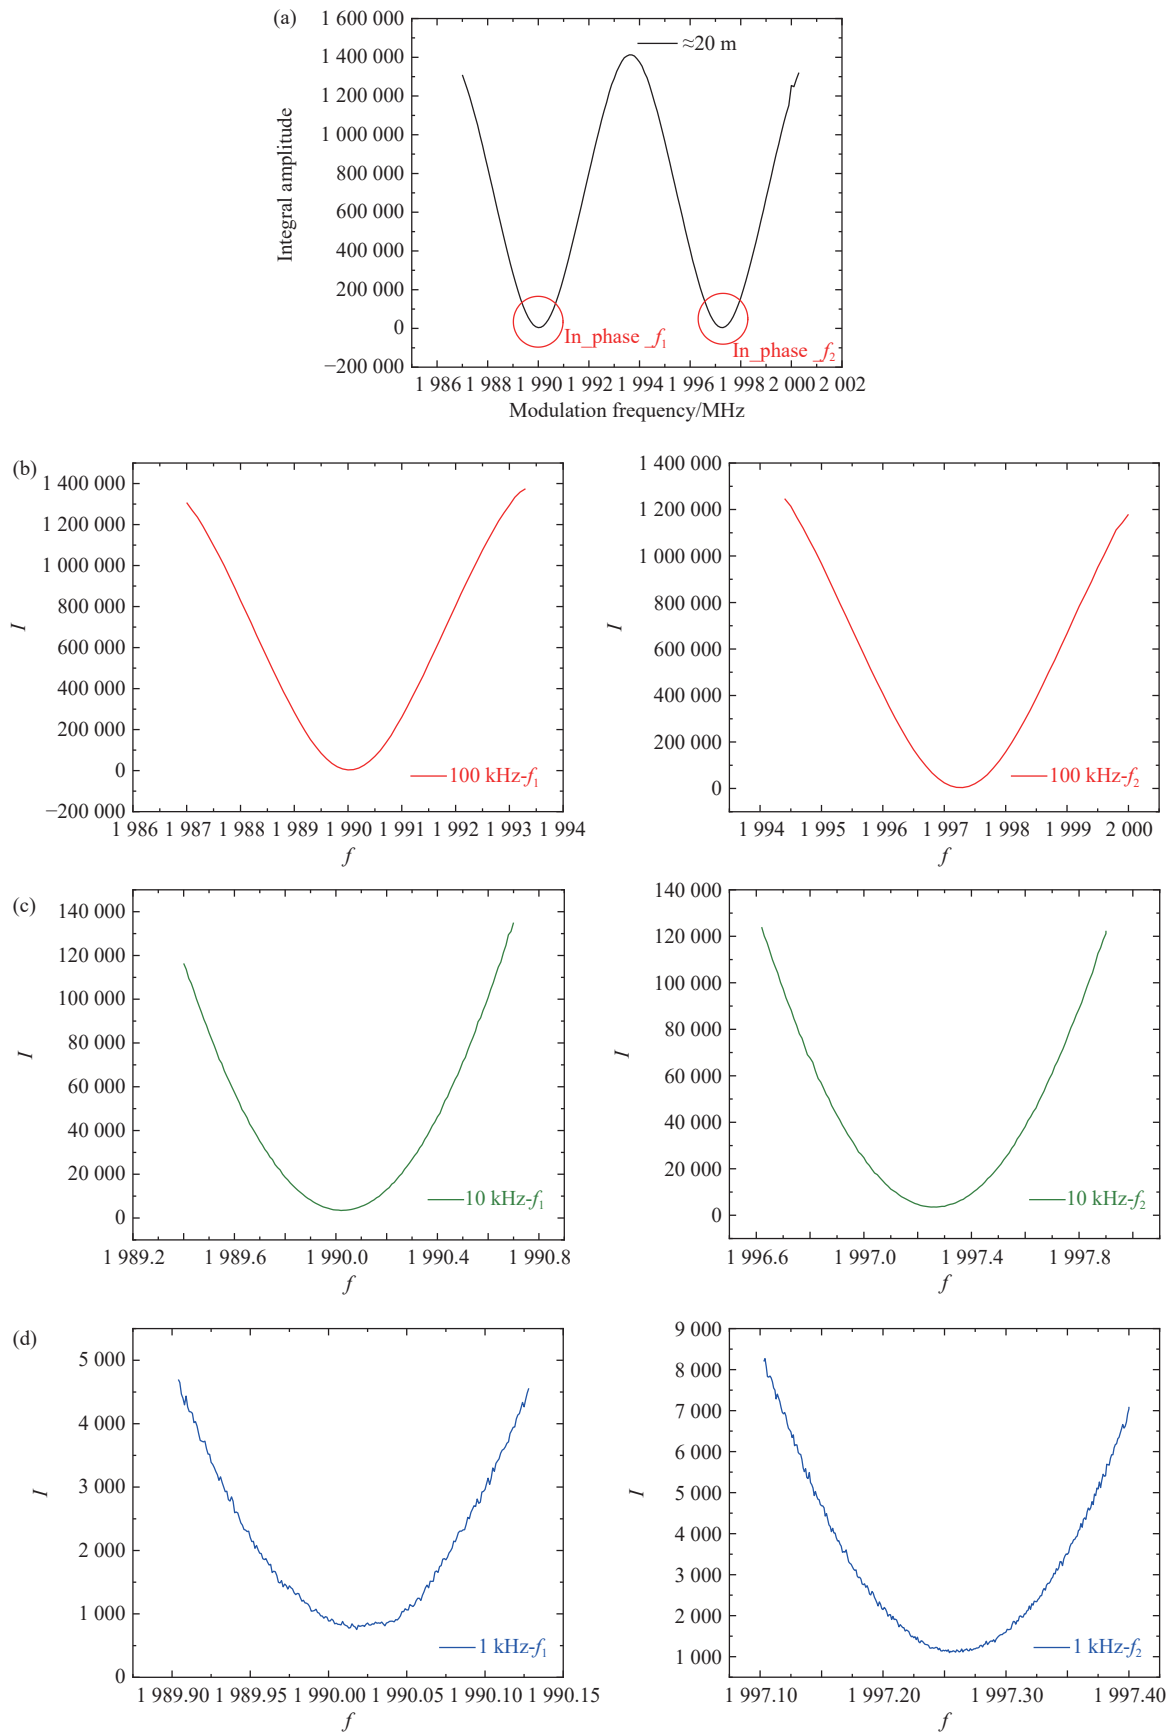 (a)
1 600 000
1 400 000
1 200 000
1 000 000
800 000
600 000
400 000
200 000
0
−200 000
Integral amplitude
≈20 m
In_phase _f1
In_phase _f2
1 986 1 988 1 990 1 992 1 994 1 996 1 998 2 000 2 002
Modulation frequency/MHz
(b)
1 400 000
1 200 000
1 000 000
800 000
600 000
400 000
200 000
0
−200 000
I
100 kHz-f1
1 986 1 987 1 988 1 989 1 990 1 991 1 992 1 993 1 994
f
1 400 000
1 200 000
1 000 000
800 000
600 000
400 000
200 000
0
I
100 kHz-f2
1 994 1 995 1 996 1 997 1 998 1 999 2 000
f
(c)
140 000
120 000
100 000
80 000
60 000
40 000
20 000
0
I
10 kHz-f1
1 989.2 1 989.6 1 990.0 1 990.4 1 990.8
f
140 000
120 000
100 000
80 000
60 000
40 000
20 000
0
I
10 kHz-f2
1 996.6 1 997.0 1 997.4 1 997.8
f
(d)
5 000
4 000
3 000
2 000
1 000
0
I
1 kHz-f1
1 989.90 1 989.95 1 990.00 1 990.05 1 990.10 1 990.15
f
9 000
8 000
7 000
6 000
5 000
4 000
3 000
2 000
1 000
I
1 kHz-f2
1 997.10 1 997.20 1 997.30 1 997.40
f